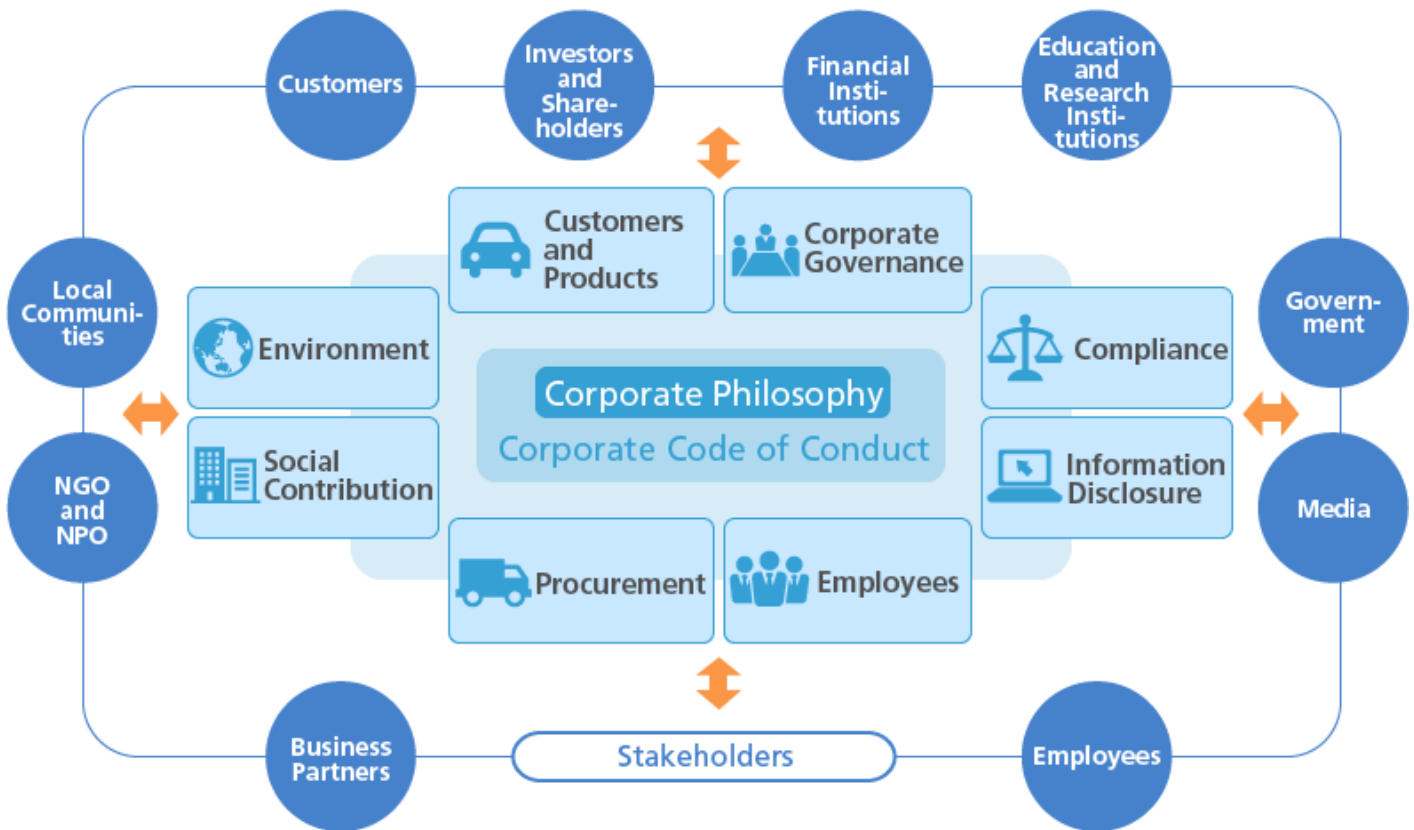 Customers
Investors
and
Share-
holders
Financial
Insti-
tutions
Education
and
Research
Insti-
tutions
Customers
and
Products
Corporate
Governance
Local
Communi-
ties
Govern-
ment
Environment
Compliance
Corporate Philosophy
Corporate Code of Conduct
Social
Contribution
Information
Disclosure
NGO
and
NPO
Media
Procurement
Employees
Business
Partners
Stakeholders
Employees